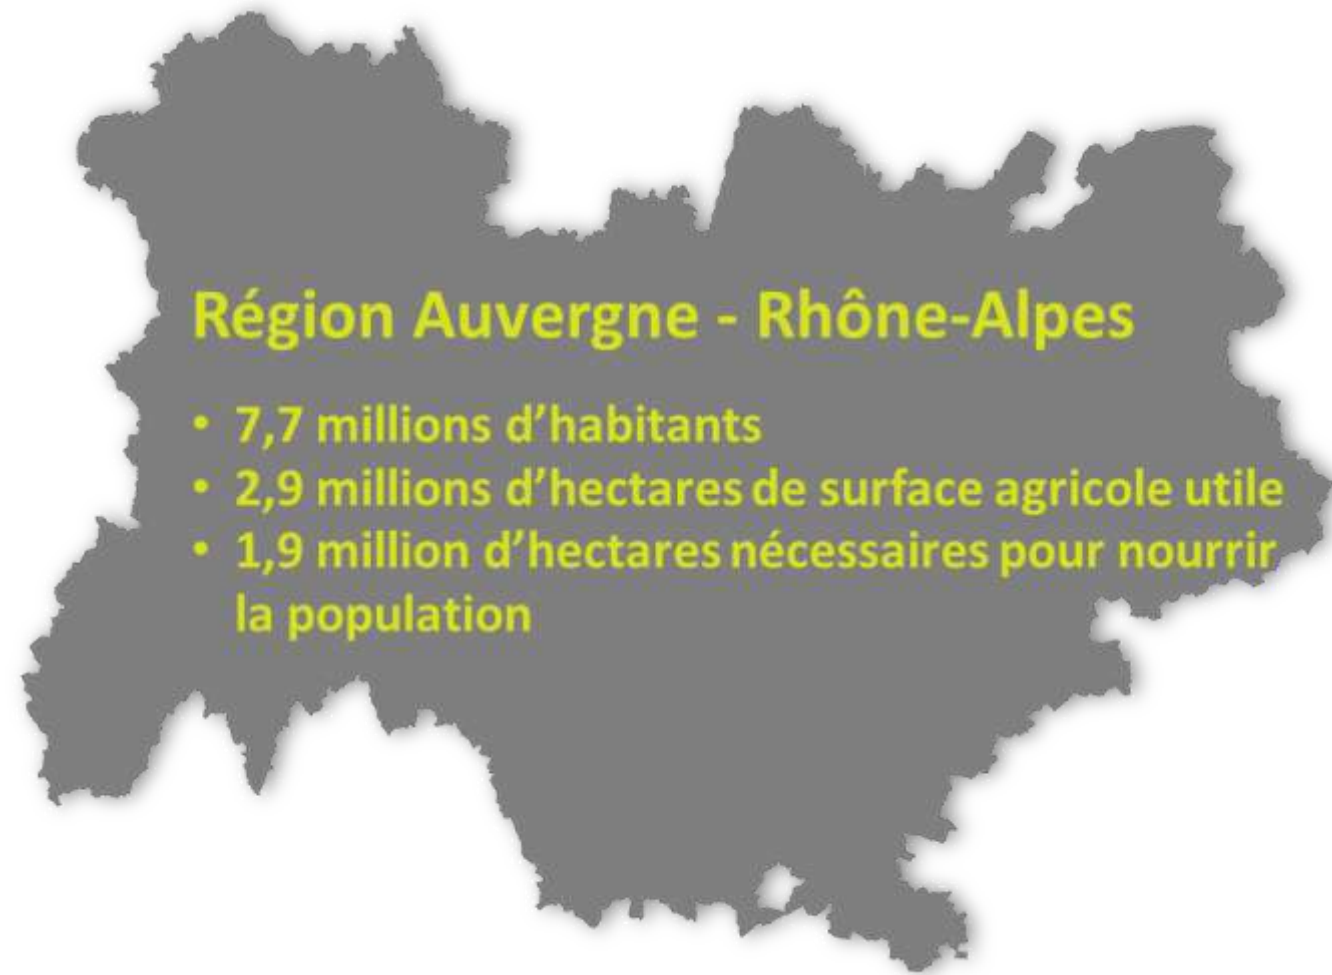 Région Auvergne - Rhône-Alpes
• 7,7 millions d’habitants
• 2,9 millions d’hectares de surface agricole utile
• 1,9 million d’hectares nécessaires pour nourrir
la population